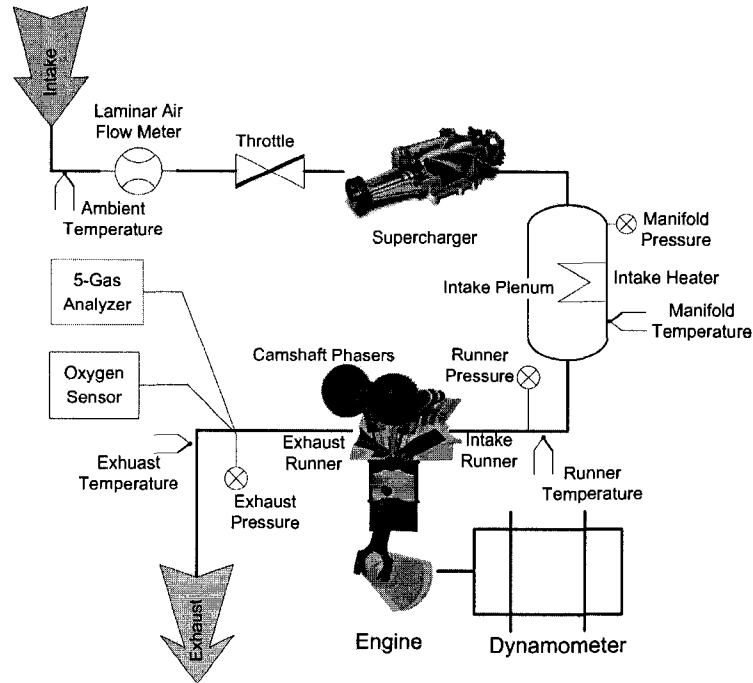 Intake
Laminar Air
Flow Meter
Throttle
Ambient
Temperature
Supercharger
Manifold
Pressure
5-Gas
Analyzer
Intake Plenum
Intake Heater
Manifold
Temperature
Camshaft Phasers
Runner
Pressure
Oxygen
Sensor
Exhaust
Runner
Intake
Runner
Exhuast
Temperature
Exhaust
Pressure
Runner
Temperature
Exhaust
Engine
Dynamometer